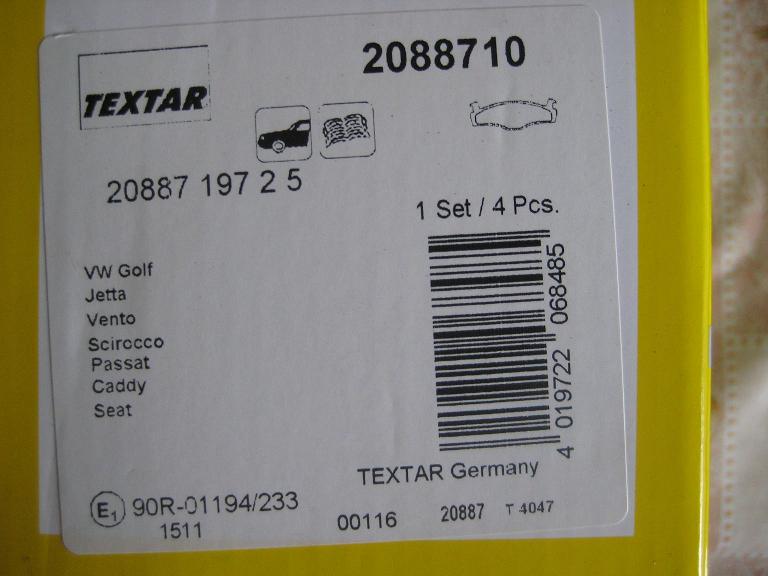 2088710
TEXTAR
20887 197 2 5
1 Set / 4 Pcs.
VW Golf
Jetta
Vento
Scirocco
Passat
Caddy
Seat
4 019722 068485
TEXTAR Germany
E1 90R-01194/233
1511
00116 20887 T 4047